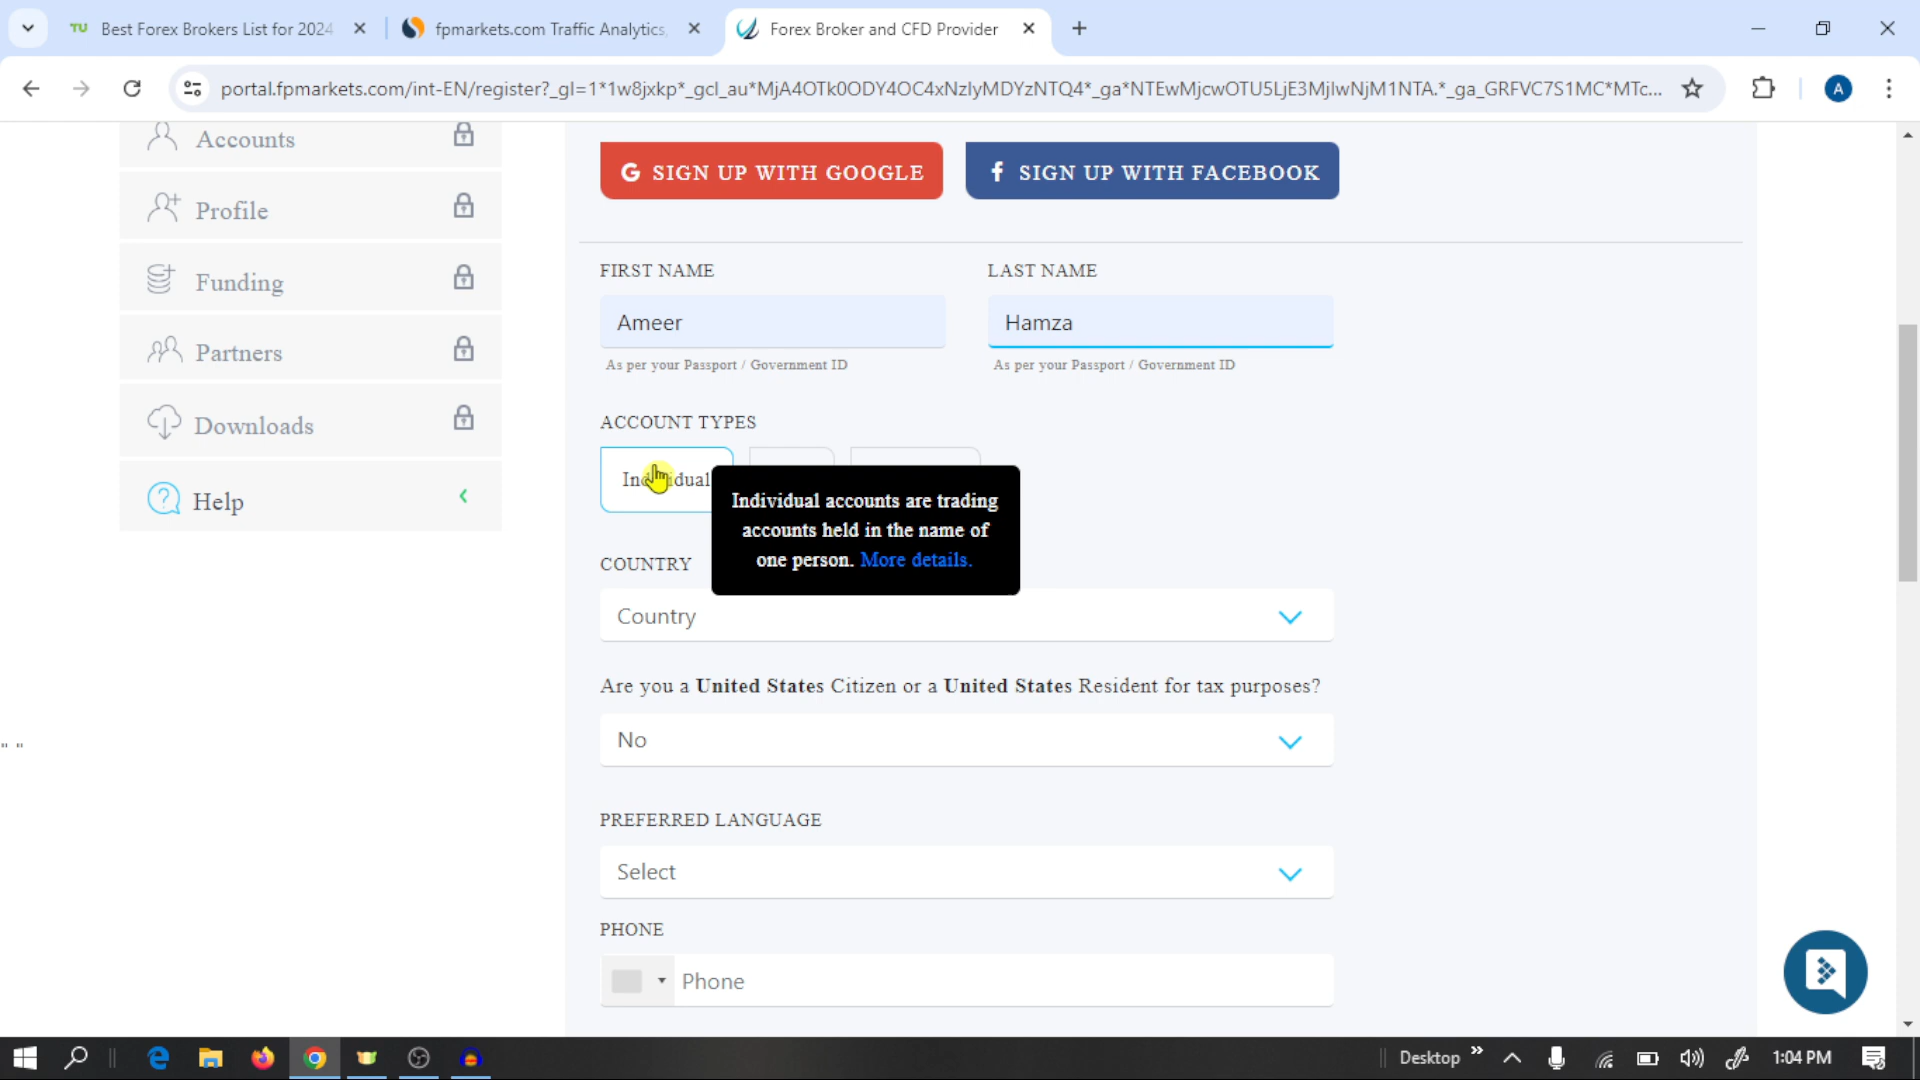 TU Best Forex Brokers List for 2024
fpmarkets.com Traffic Analytics,
Forex Broker and CFD Provider
portal.fpmarkets.com/int-EN/register?_gl=1*1w8jxkp*_gcl_au*MjA4OTk0ODY4OC4xNzIyMDYzNTQ4*_ga*NTEwMjcwOTU5LjE3MjIwNjM1NTA.*_ga_GRFVC7S1MC*MTc...
A
Accounts
Profile
Funding
Partners
Downloads
Help
" "
G SIGN UP WITH GOOGLE
f SIGN UP WITH FACEBOOK
FIRST NAME
LAST NAME
Ameer
Hamza
As per your Passport / Government ID
As per your Passport / Government ID
ACCOUNT TYPES
Individual
Individual accounts are trading
accounts held in the name of
one person. More details.
COUNTRY
Country
Are you a United States Citizen or a United States Resident for tax purposes?
No
PREFERRED LANGUAGE
Select
PHONE
Phone
Desktop
1:04 PM